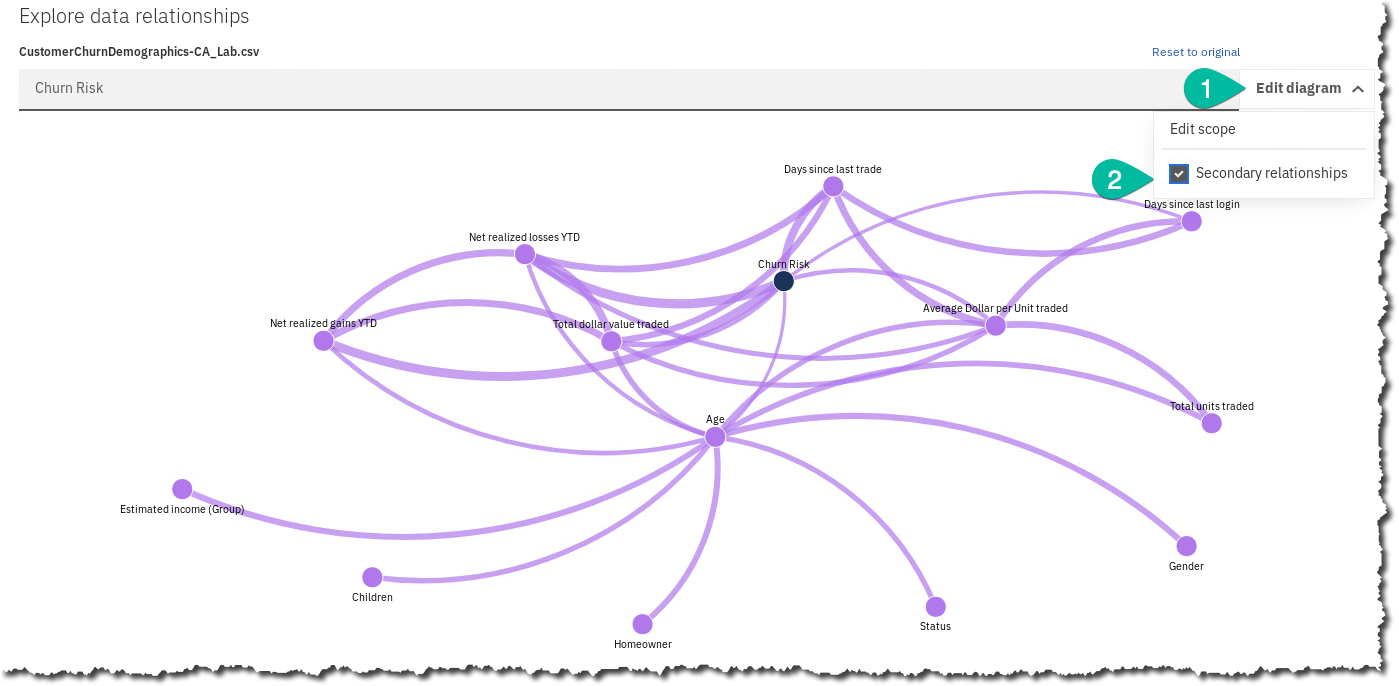 Explore data relationships
CustomerChurnDemographics-CA_Lab.csv
Reset to original
Churn Risk
1
Edit diagram
Edit scope
2
Secondary relationships
Days since last trade
Days since last login
Net realized losses YTD
Churn Risk
Average Dollar per Unit traded
Net realized gains YTD
Total dollar value traded
Total units traded
Age
Estimated income (Group)
Gender
Children
Status
Homeowner